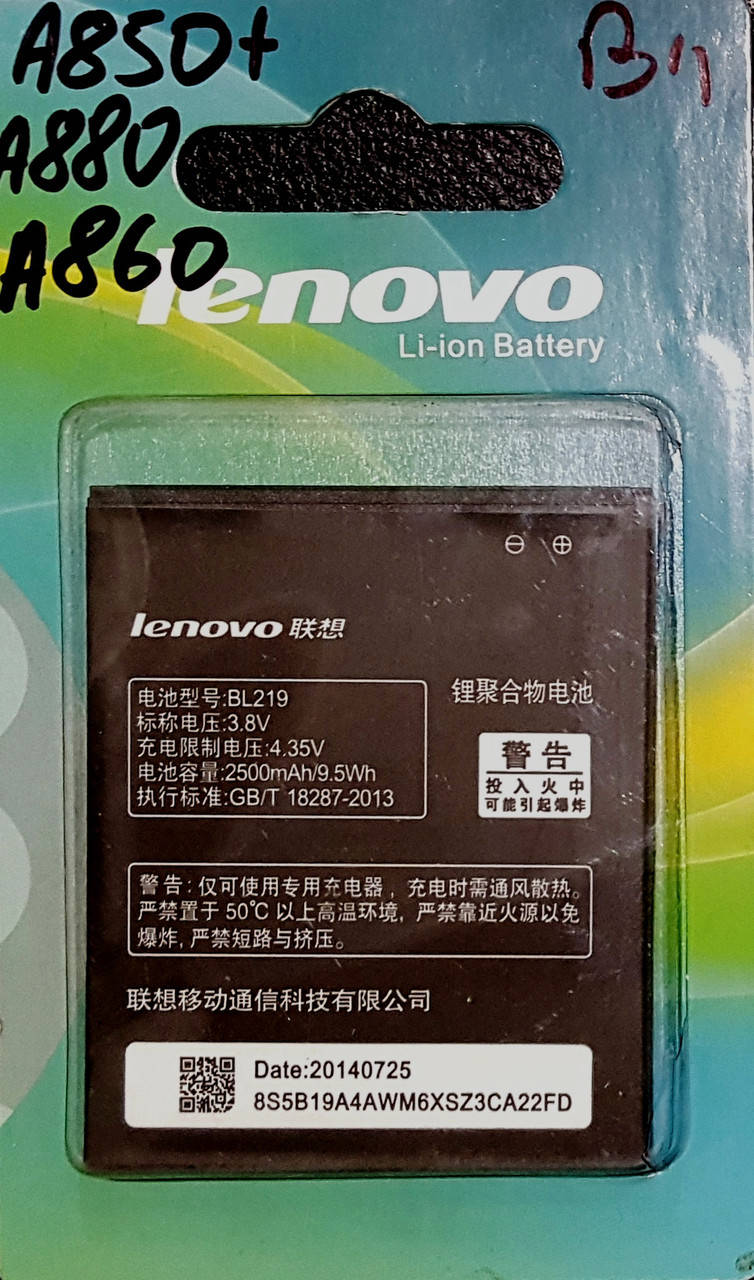 A850+
A880
A860
lenovo
Li-ion Battery
lenovo 联想
电池型号:BL219
标称电压:3.8V
充电限制电压:4.35V
电池容量:2500mAh/9.5Wh
执行标准:GB/T 18287-2013
锂聚合物电池
警告
投入火中
可能引起爆炸
警告: 仅可使用专用充电器, 充电时需通风散热。
严禁置于 50℃ 以上高温环境, 严禁靠近火源以免
爆炸, 严禁短路与挤压。
联想移动通信科技有限公司
Date:20140725
8S5B19A4AWM6XSZ3CA22FD